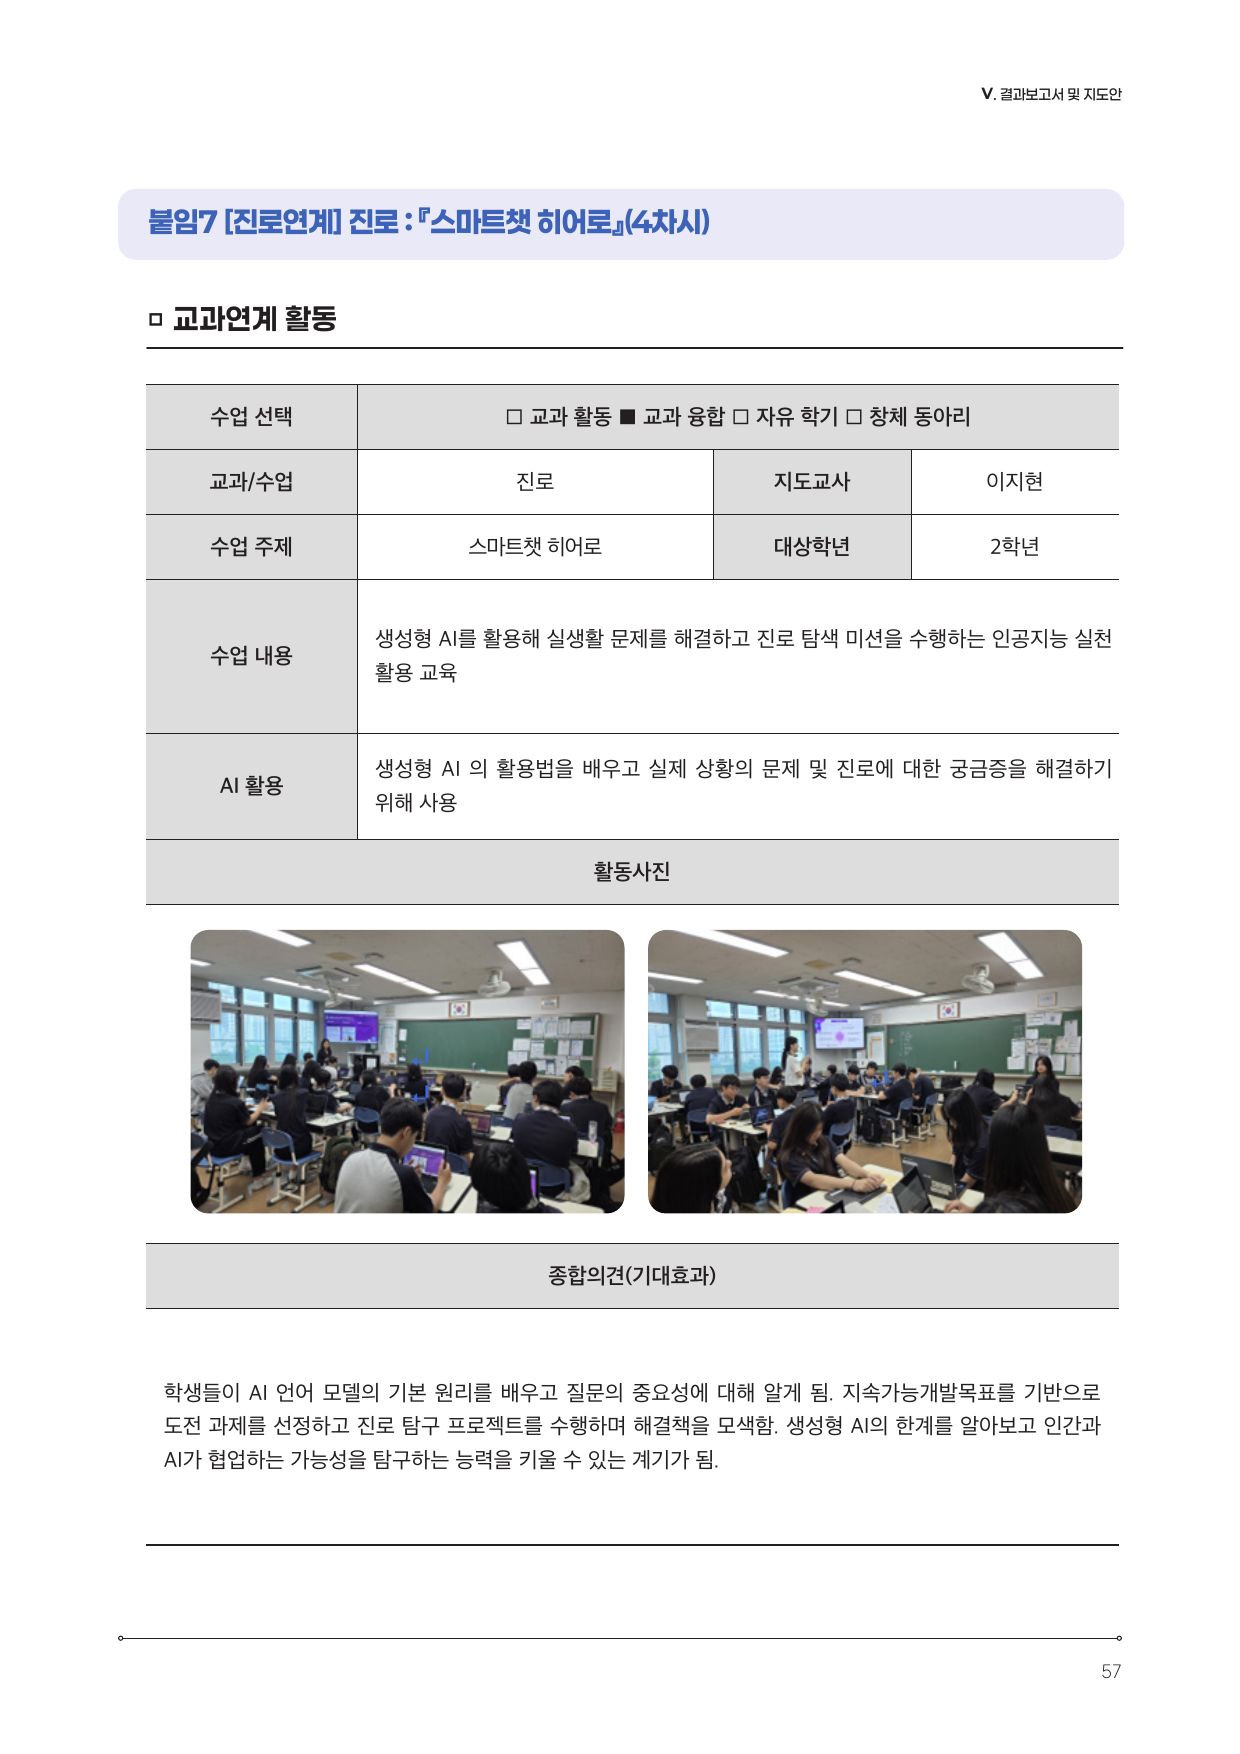 Ⅴ. 결과보고서 및 지도안
붙임7 [진로연계] 진로 : 『스마트챗 히어로』(4차시)
□ 교과연계 활동
수업 선택
□ 교과 활동 ■ 교과 융합 □ 자유 학기 □ 창체 동아리
교과/수업
진로
지도교사
이지현
수업 주제
스마트챗 히어로
대상학년
2학년
수업 내용
생성형 AI를 활용해 실생활 문제를 해결하고 진로 탐색 미션을 수행하는 인공지능 실천
활용 교육
AI 활용
생성형 AI 의 활용법을 배우고 실제 상황의 문제 및 진로에 대한 궁금증을 해결하기
위해 사용
활동사진
종합의견(기대효과)
학생들이 AI 언어 모델의 기본 원리를 배우고 질문의 중요성에 대해 알게 됨. 지속가능개발목표를 기반으로
도전 과제를 선정하고 진로 탐구 프로젝트를 수행하며 해결책을 모색함. 생성형 AI의 한계를 알아보고 인간과
AI가 협업하는 가능성을 탐구하는 능력을 키울 수 있는 계기가 됨.
57